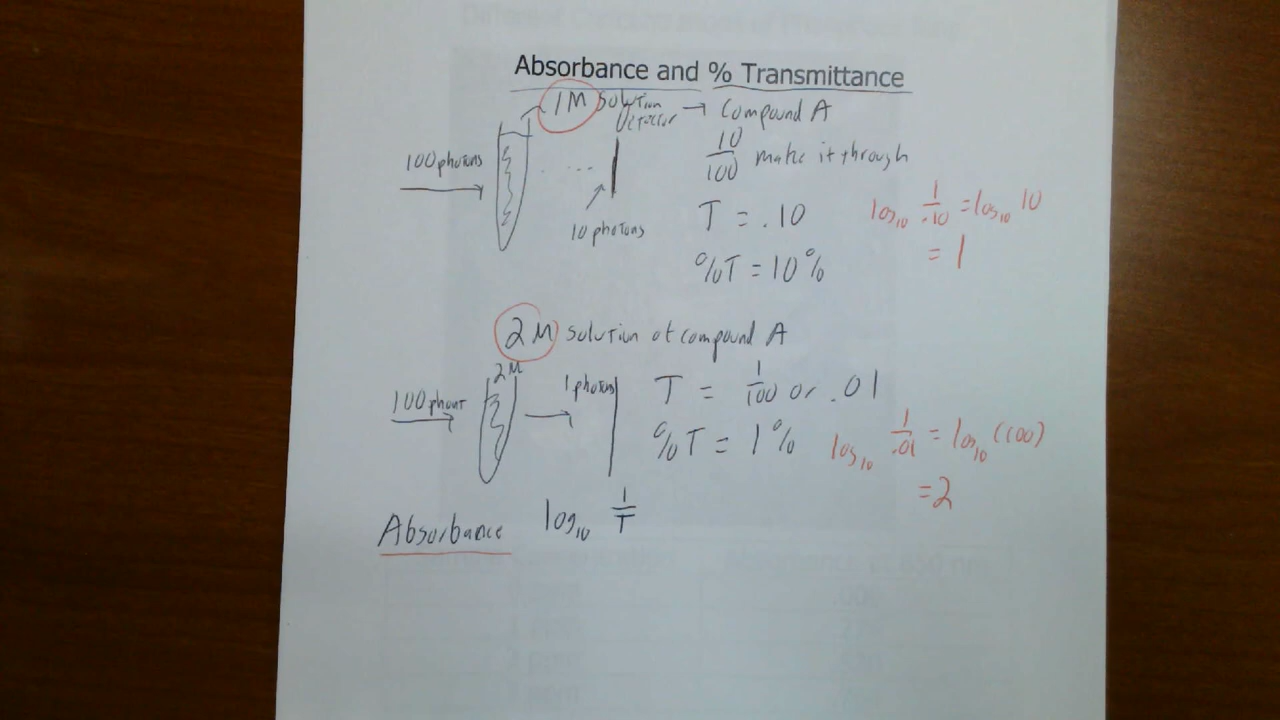 Absorbance and % Transmittance
1M solution → Compound A
Detector
100 photons
10/100 make it through
10 photons
T = .10
%T = 10%
log10 1/.10 = log10 10
= 1
2M solution of compound A
2M
100 phout
1 photons
T = 1/100 or .01
%T = 1%
log10 1/.01 = log10 (100)
= 2
Absorbance log10 1/T